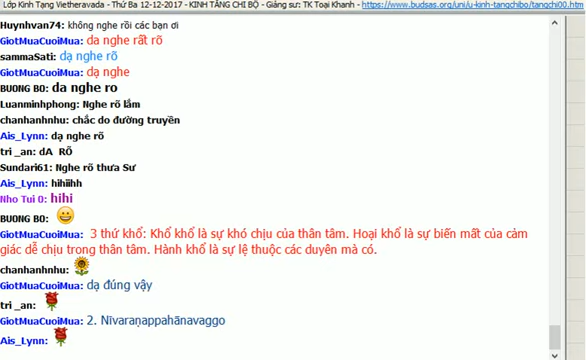 Lớp Kinh Tạng Vietheravada - Thứ Ba 12-12-2017 - KINH TĂNG CHI BỘ - Giảng sư: TK Toại Khanh - https://www.budsas.org/uni/u-kinh-tangchibo/tangchi00.htm
Huynhvan74: không nghe rõi các bạn ơi
GiotMuaCuoiMua: dạ nghe rất rõ
sammaSati: dạ nghe rõ
GiotMuaCuoiMua: dạ nghe
BUONG BO: da nghe ro
Luanminhphong: Nghe rõ lắm
chanhanhnhu: chắc do đường truyền
Ais_Lynn: dạ nghe rõ
tri _an: dA RÕ
Sundari61: Nghe rõ thưa Sư
Ais_Lynn: hihiihh
Nho Tui 0: hihi
BUONG BO:
GiotMuaCuoiMua: 3 thứ khổ: Khổ khổ là sự khó chịu của thân tâm. Hoại khổ là sự biến mất của cảm
giác dễ chịu trong thân tâm. Hành khổ là sự lệ thuộc các duyên mà có.
chanhanhnhu:
GiotMuaCuoiMua: dạ đúng vậy
tri _an:
GiotMuaCuoiMua: 2. Nīvaraṇappahānavaggo
Ais_Lynn: